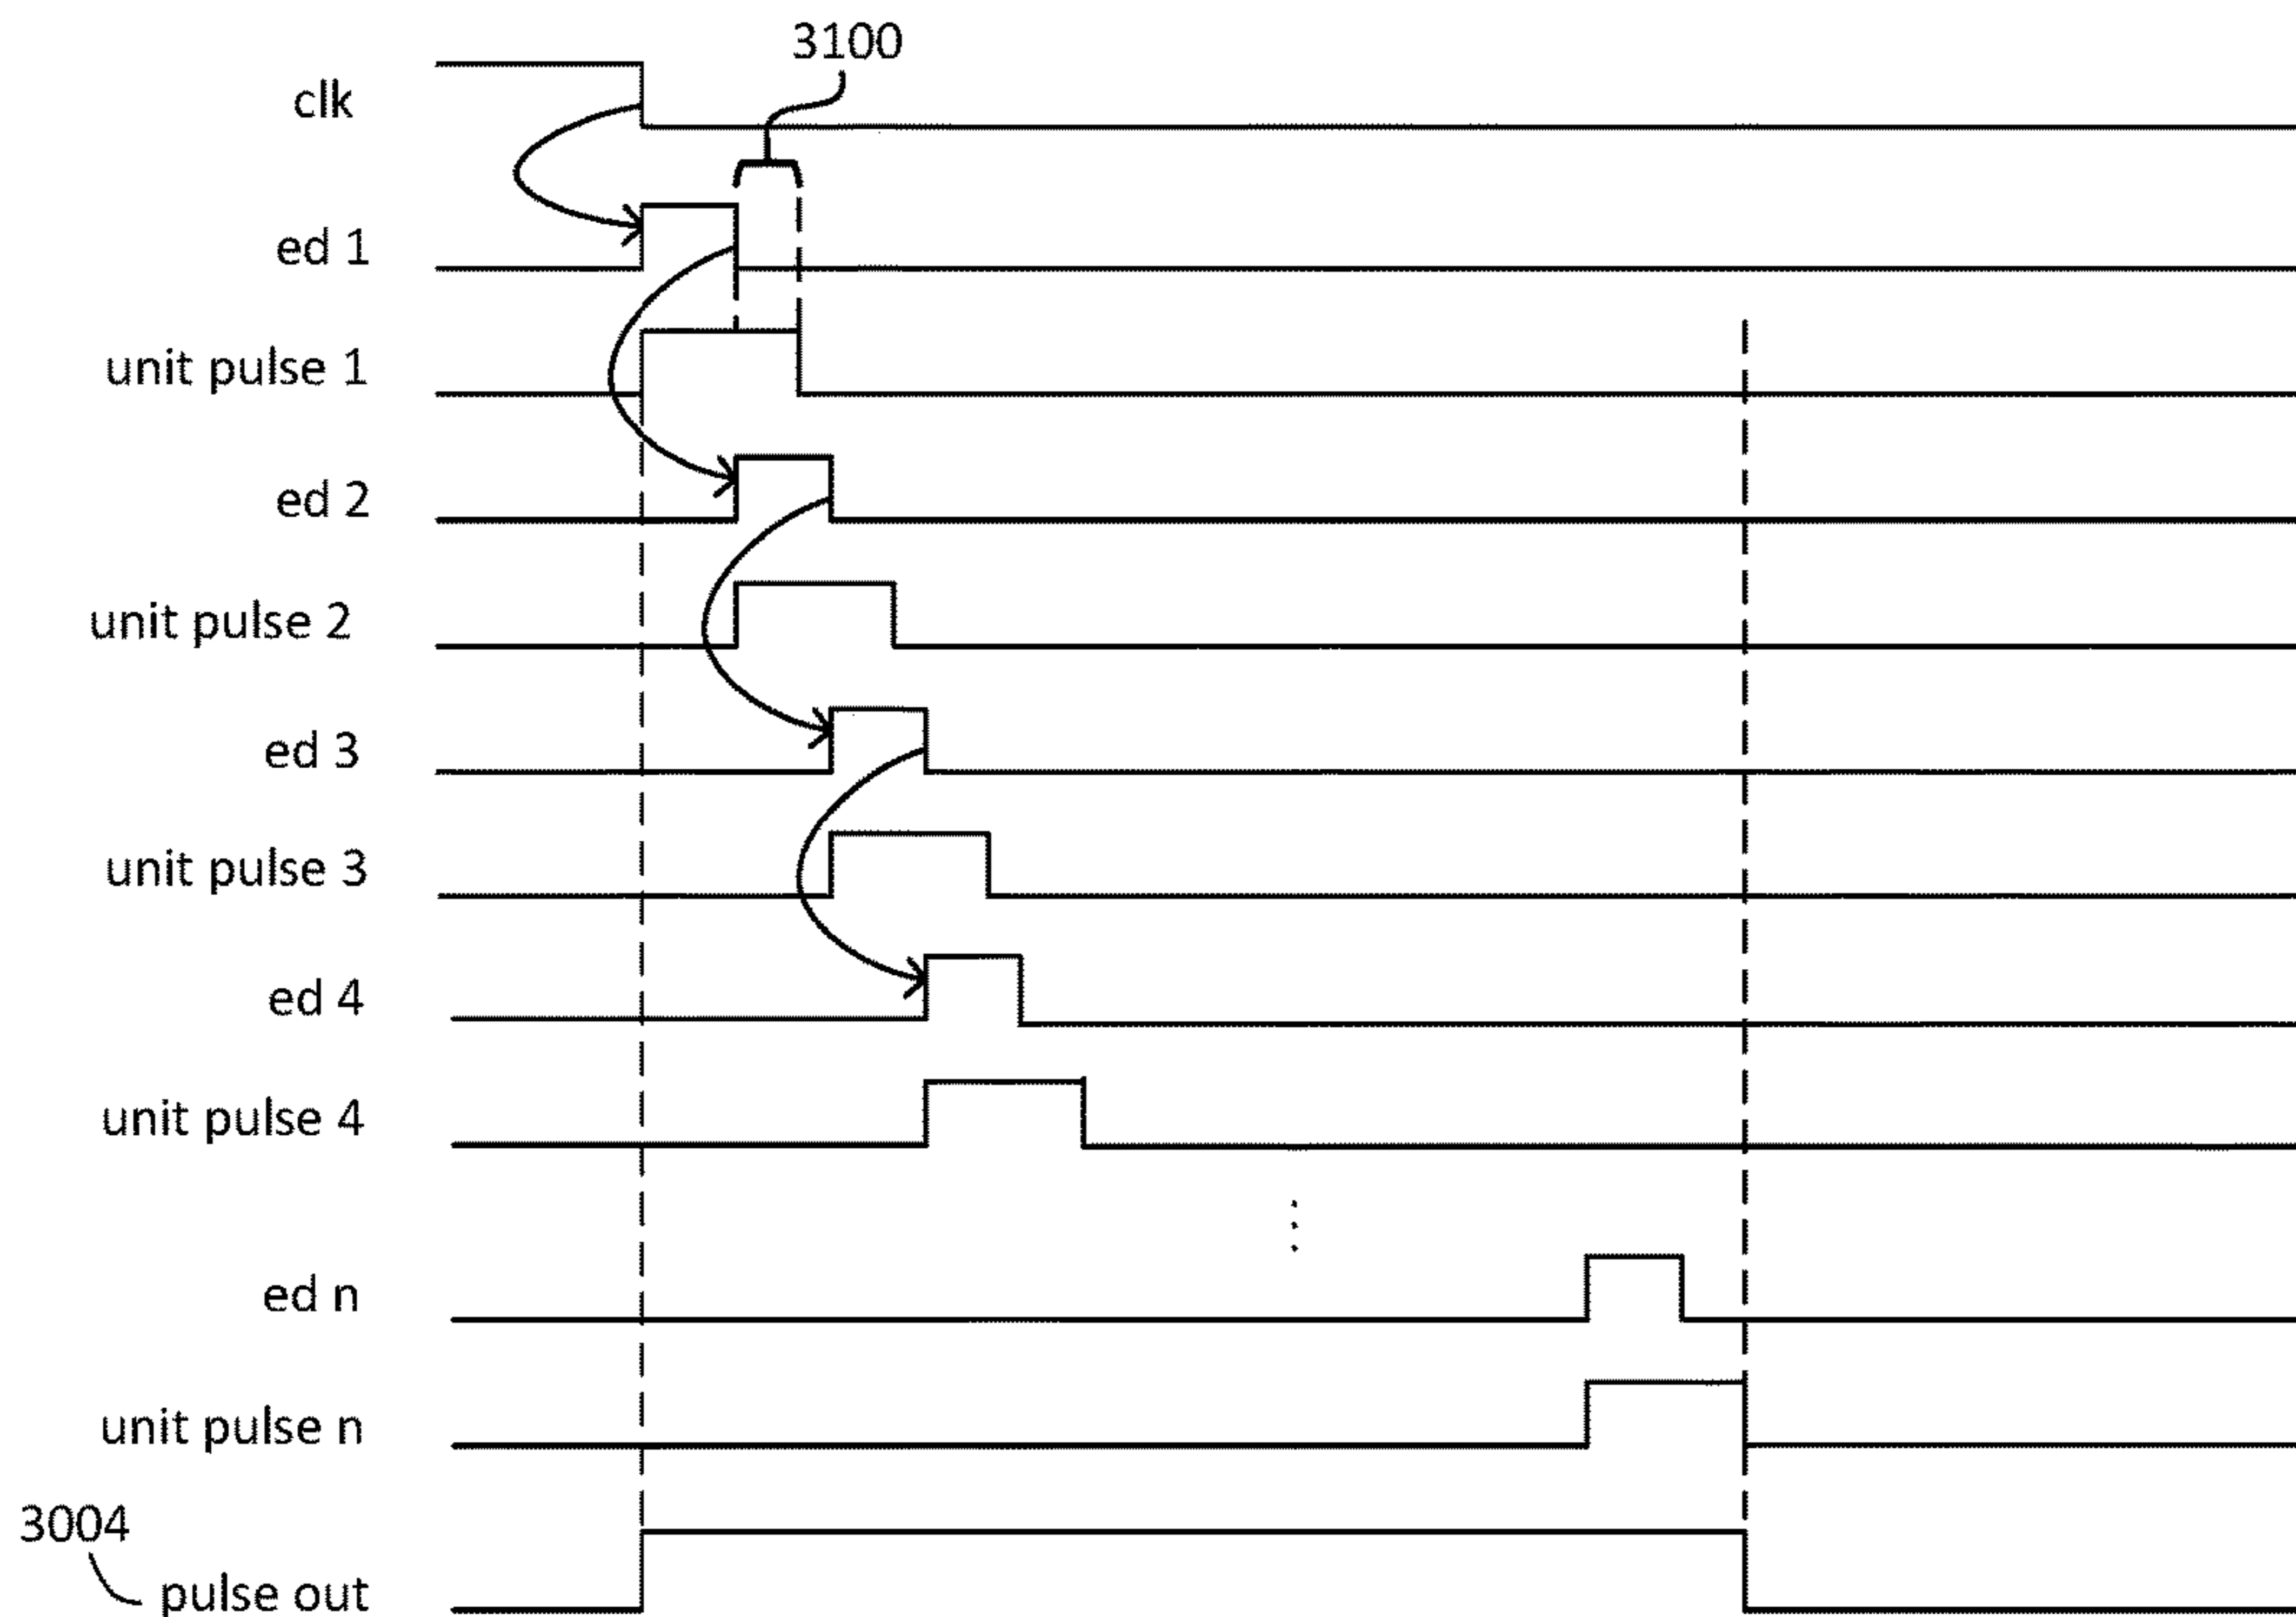 3100
clk
ed 1
unit pulse 1
ed 2
unit pulse 2
ed 3
unit pulse 3
ed 4
unit pulse 4
ed n
unit pulse n
3004
pulse out